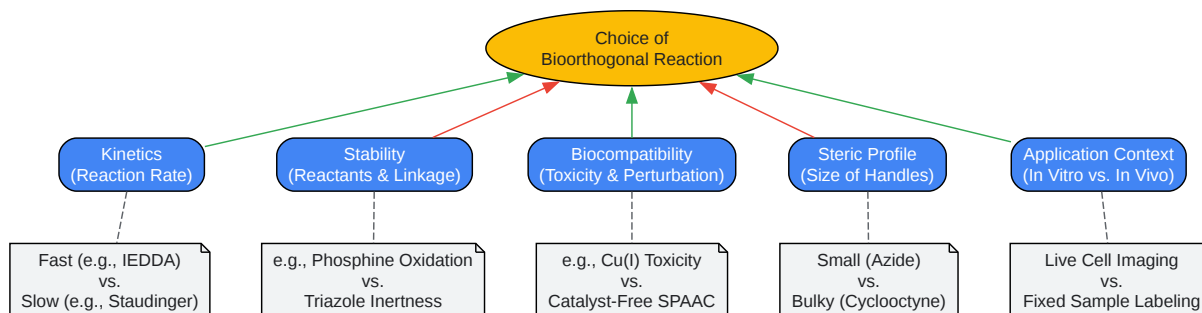 Choice of
Bioorthogonal Reaction
Kinetics
(Reaction Rate)
Stability
(Reactants & Linkage)
Biocompatibility
(Toxicity & Perturbation)
Steric Profile
(Size of Handles)
Application Context
(In Vitro vs. In Vivo)
Fast (e.g., IEDDA)
vs.
Slow (e.g., Staudinger)
e.g., Phosphine Oxidation
vs.
Triazole Inertness
e.g., Cu(I) Toxicity
vs.
Catalyst-Free SPAAC
Small (Azide)
vs.
Bulky (Cyclooctyne)
Live Cell Imaging
vs.
Fixed Sample Labeling